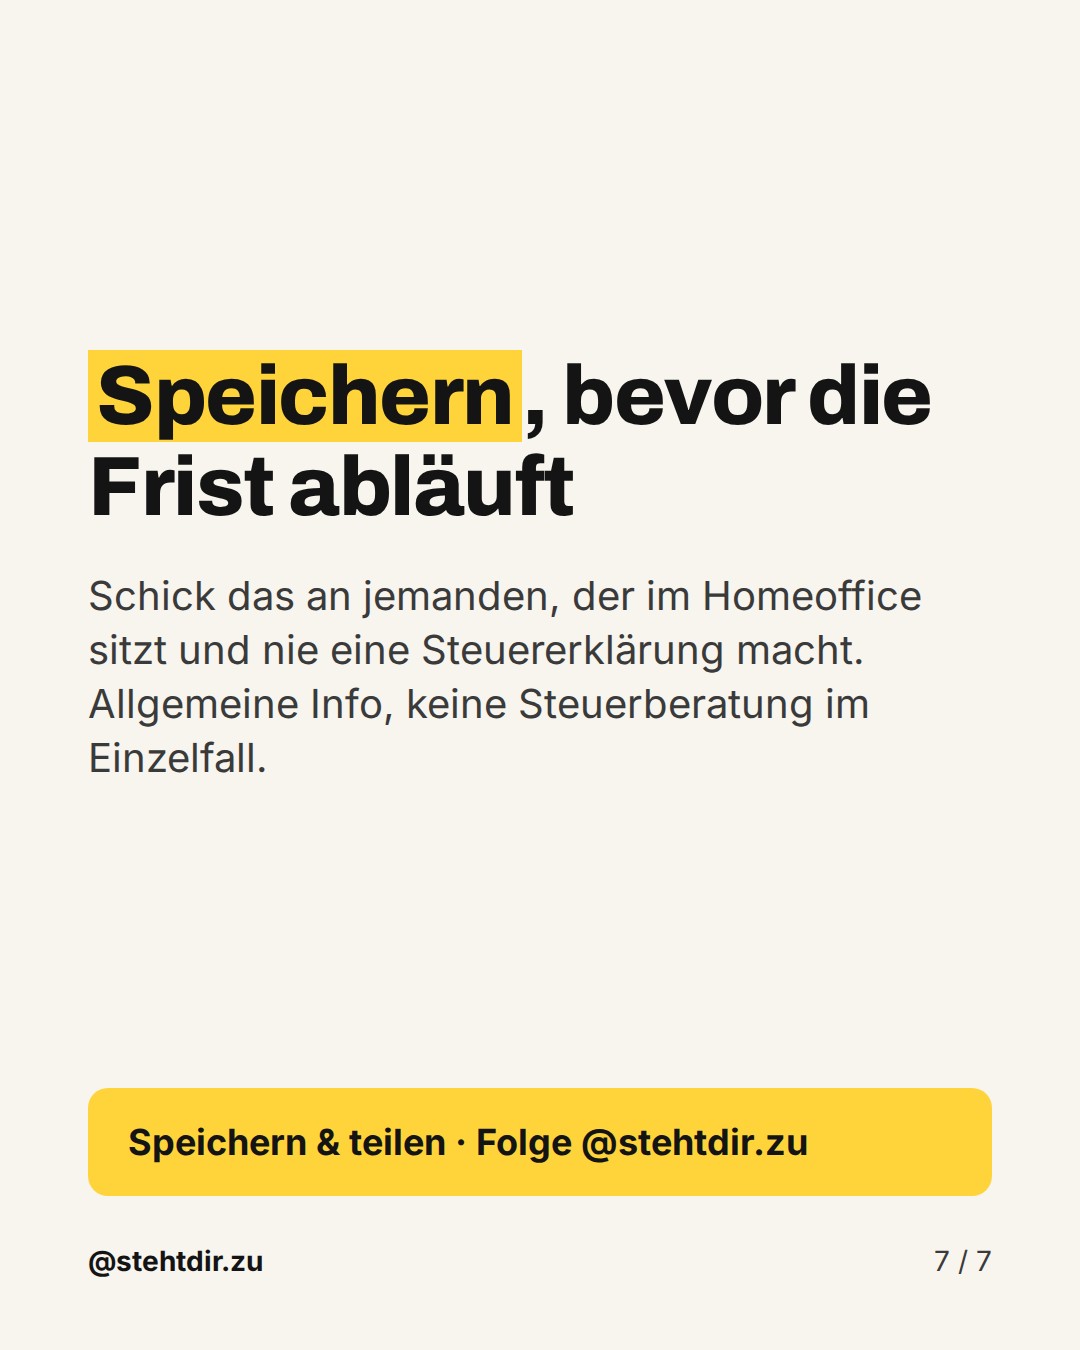 Speichern, bevor die
Frist abläuft
Schick das an jemanden, der im Homeoffice
sitzt und nie eine Steuererklärung macht.
Allgemeine Info, keine Steuerberatung im
Einzelfall.
Speichern & teilen · Folge @stehtdir.zu
@stehtdir.zu
7 / 7